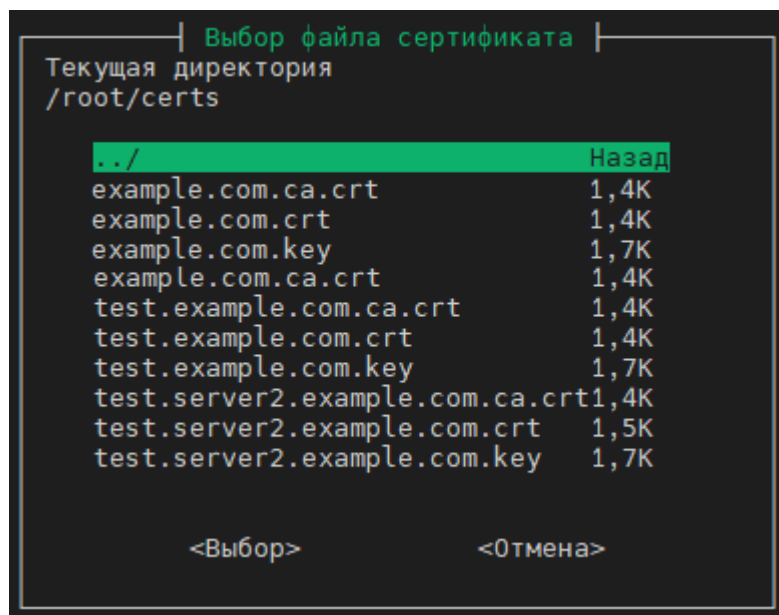 Выбор файла сертификата
Текущая директория
/root/certs
../ Назад
example.com.ca.crt 1,4K
example.com.crt 1,4K
example.com.key 1,7K
example.com.ca.crt 1,4K
test.example.com.ca.crt 1,4K
test.example.com.crt 1,4K
test.example.com.key 1,7K
test.server2.example.com.ca.crt1,4K
test.server2.example.com.crt 1,5K
test.server2.example.com.key 1,7K
<Выбор> <Отмена>